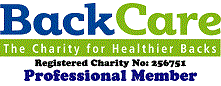 BackCare
The Charity for Healthier Backs
Registered Charity No: 256751
Professional Member